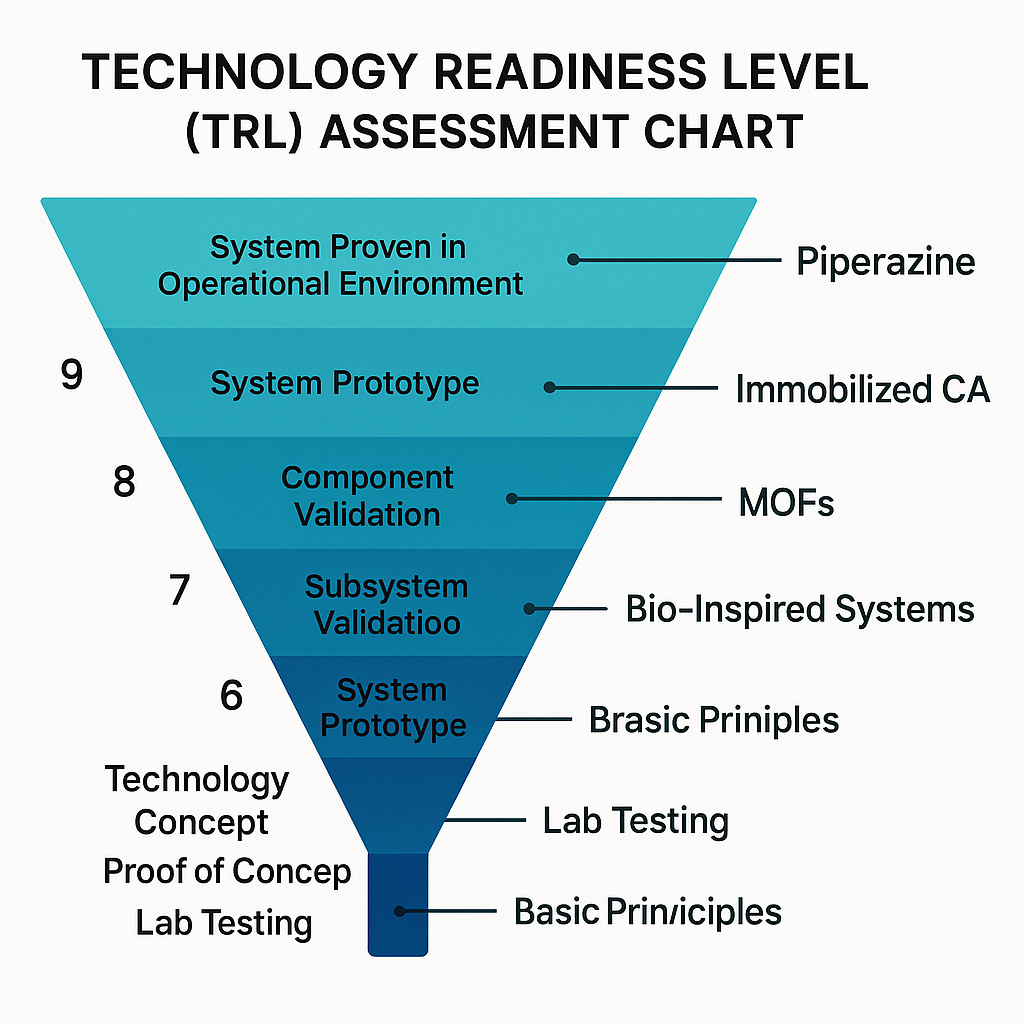 TECHNOLOGY READINESS LEVEL
(TRL) ASSESSMENT CHART
System Proven in
Operational Environment
Piperazine
9
System Prototype
Immobilized CA
8
Component
Validation
MOFs
7
Subsystem
Validatioo
Bio-Inspired Systems
6
System
Prototype
Brasic Priniples
Technology
Concept
Lab Testing
Proof of Concep
Lab Testing
Basic Prin/iciples